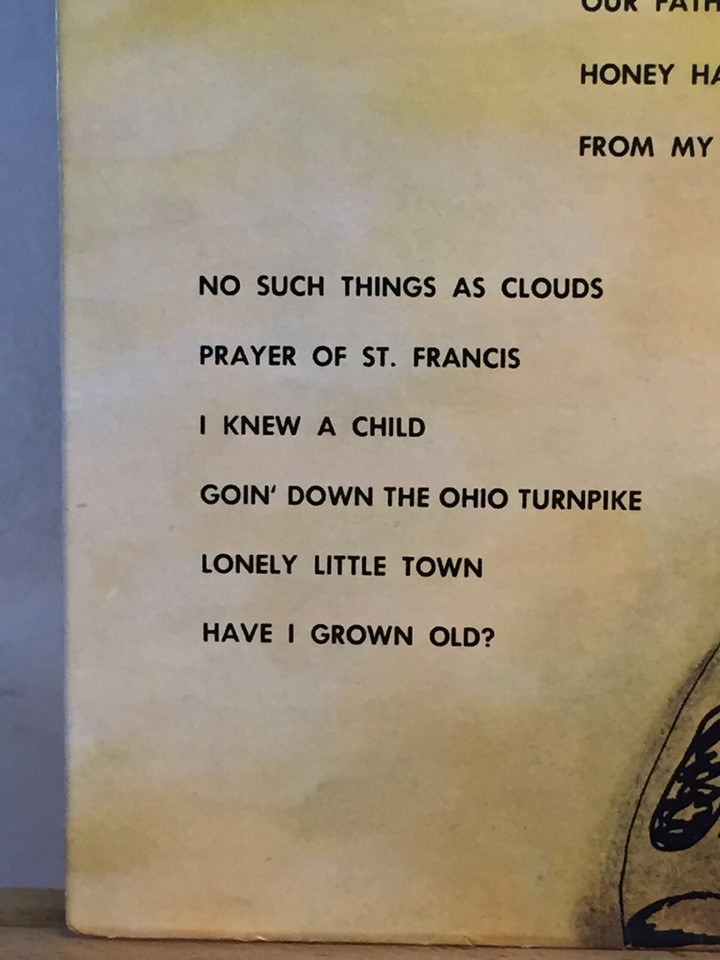 OUR
HONEY
FROM MY
NO SUCH THINGS AS CLOUDS
PRAYER OF ST. FRANCIS
I KNEW A CHILD
GOIN' DOWN THE OHIO TURNPIKE
LONELY LITTLE TOWN
HAVE I GROWN OLD?